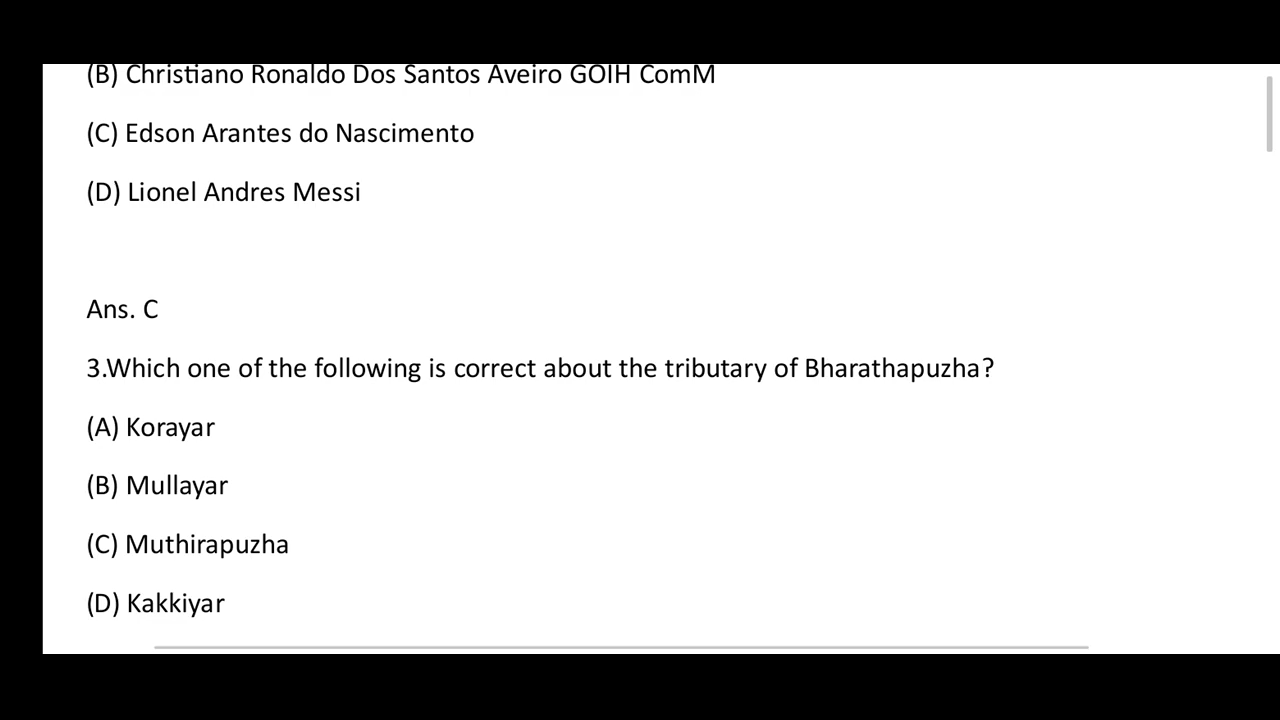 (B) Christiano Ronaldo Dos Santos Aveiro GOIH ComM
(C) Edson Arantes do Nascimento
(D) Lionel Andres Messi
Ans. C
3.Which one of the following is correct about the tributary of Bharathapuzha?
(A) Korayar
(B) Mullayar
(C) Muthirapuzha
(D) Kakkiyar